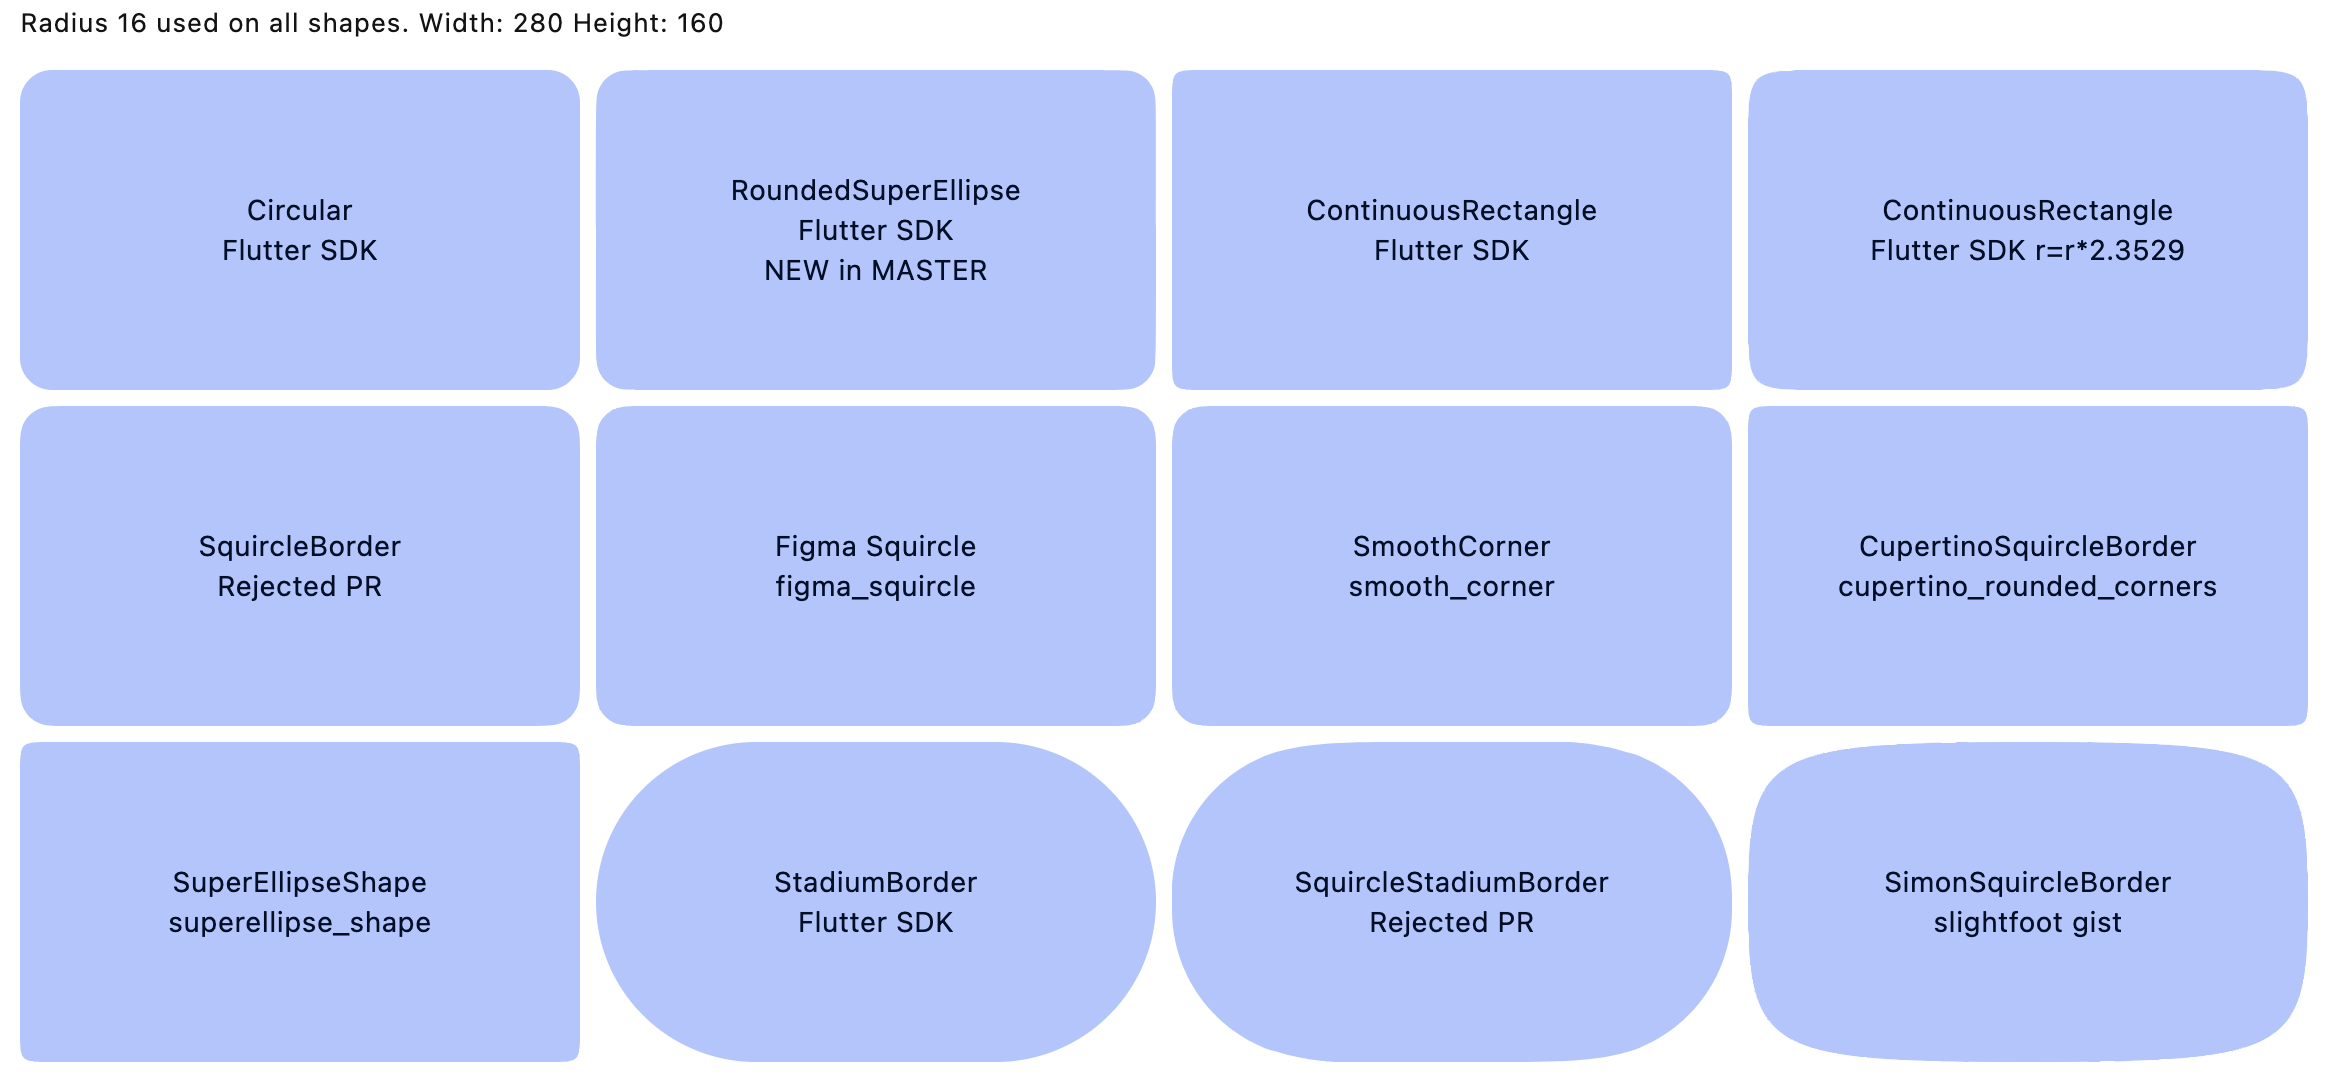 Radius 16 used on all shapes. Width: 280 Height: 160
Circular
Flutter SDK
RoundedSuperEllipse
Flutter SDK
NEW in MASTER
ContinuousRectangle
Flutter SDK
ContinuousRectangle
Flutter SDK r=r*2.3529
SquircleBorder
Rejected PR
Figma Squircle
figma_squircle
SmoothCorner
smooth_corner
CupertinoSquircleBorder
cupertino_rounded_corners
SuperEllipseShape
superellipse_shape
StadiumBorder
Flutter SDK
SquircleStadiumBorder
Rejected PR
SimonSquircleBorder
slightfoot gist